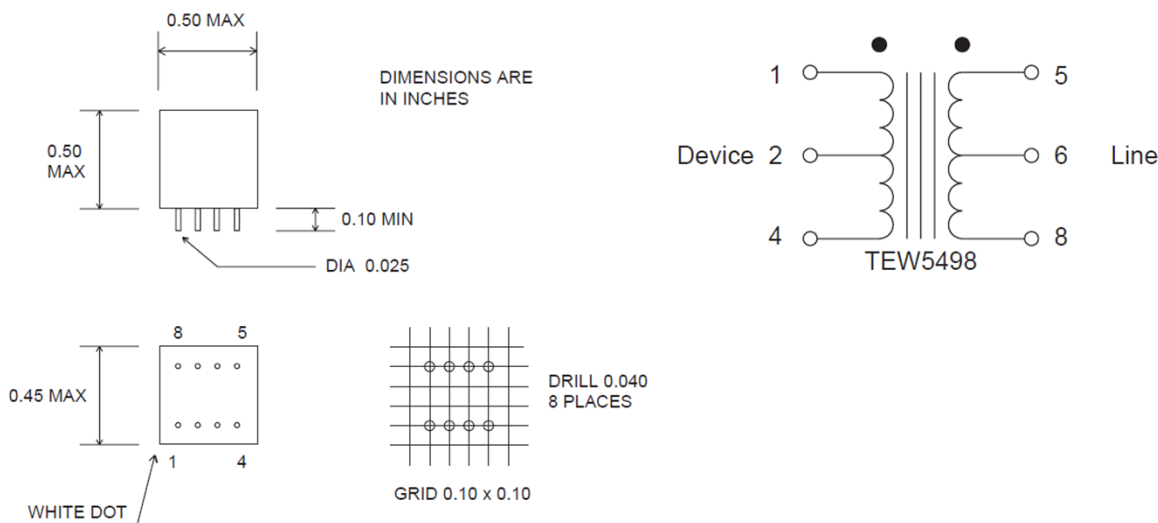 0.50 MAX
DIMENSIONS ARE
IN INCHES
0.50
MAX
0.10 MIN
DIA 0.025
1
5
Device 2
6 Line
4
8
TEW5498
8 5
0.45 MAX
1 4
WHITE DOT
DRILL 0.040
8 PLACES
GRID 0.10 x 0.10